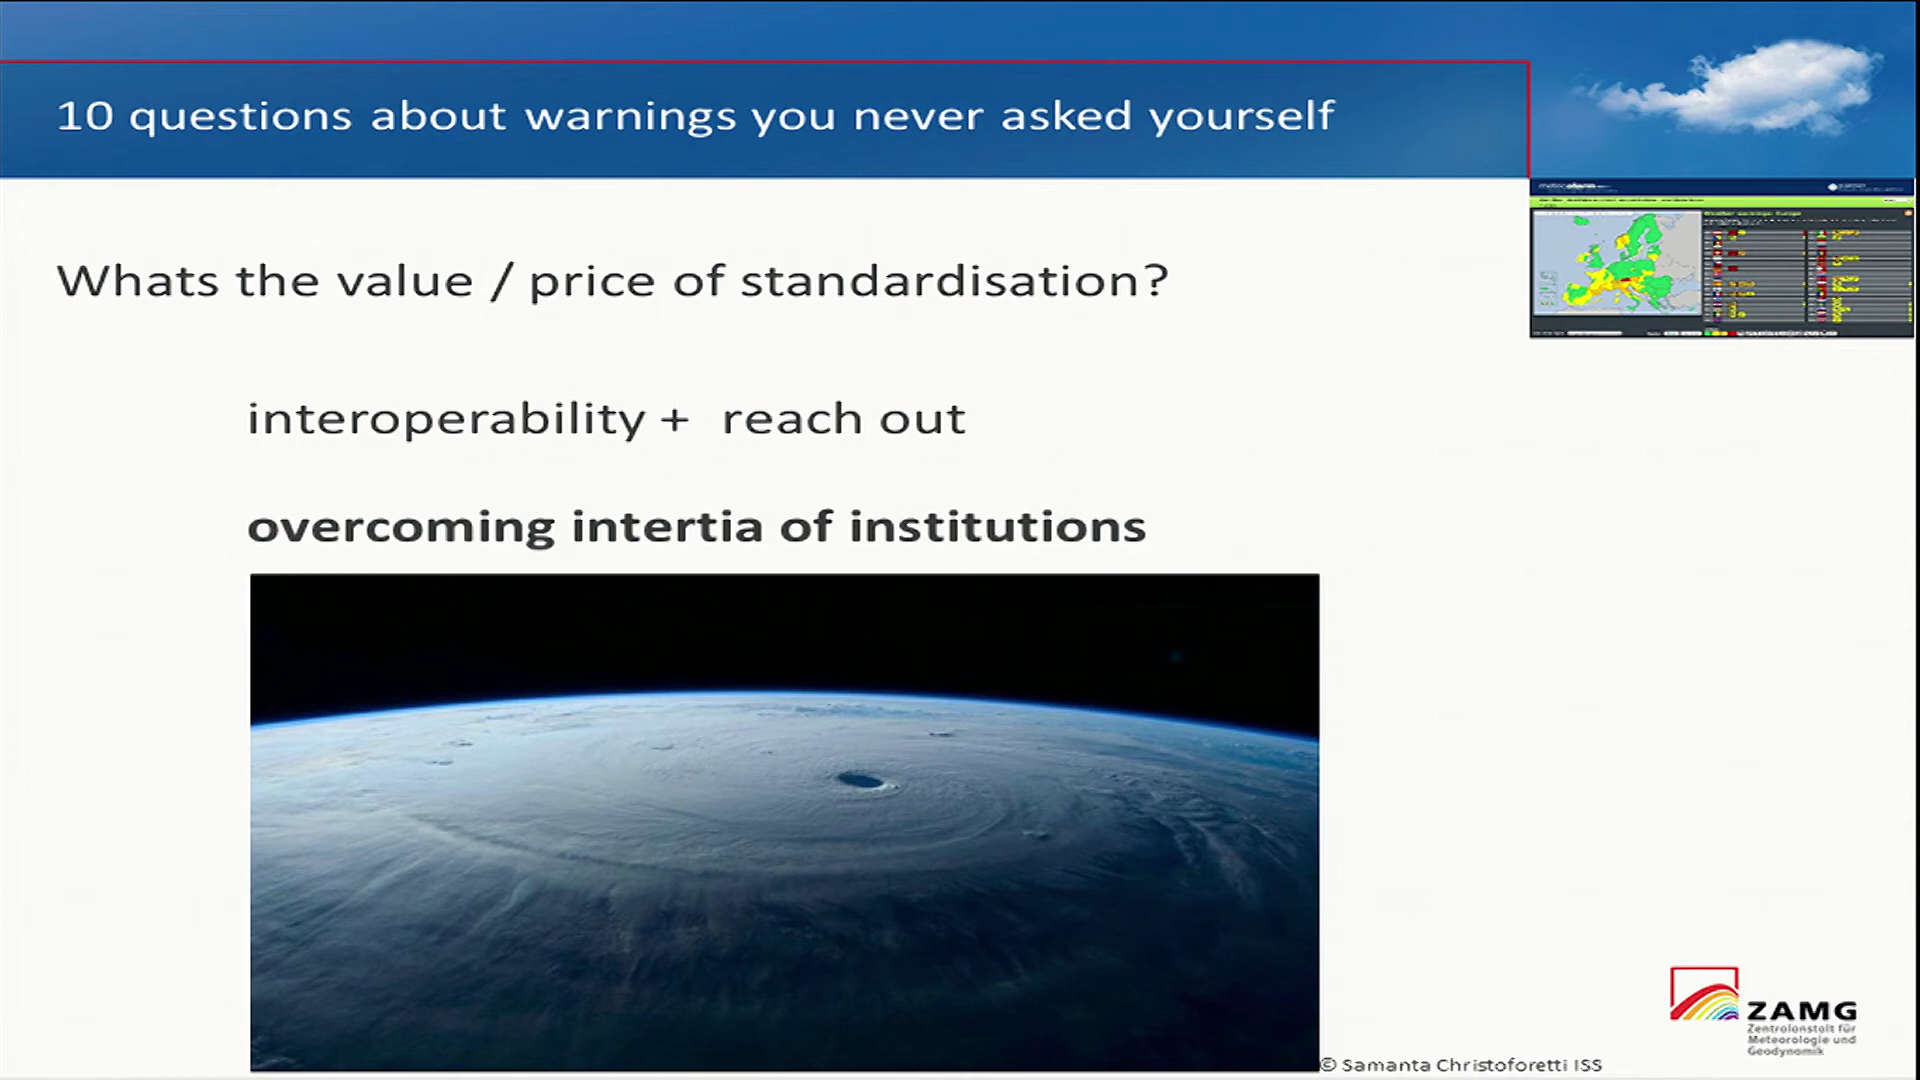 10 questions about warnings you never asked yourself
Whats the value / price of standardisation?
interoperability + reach out
overcoming intertia of institutions
ZAMG
Zentralanstalt für
Meteorologie und
Geodynamik
© Samanta Christoforetti ISS